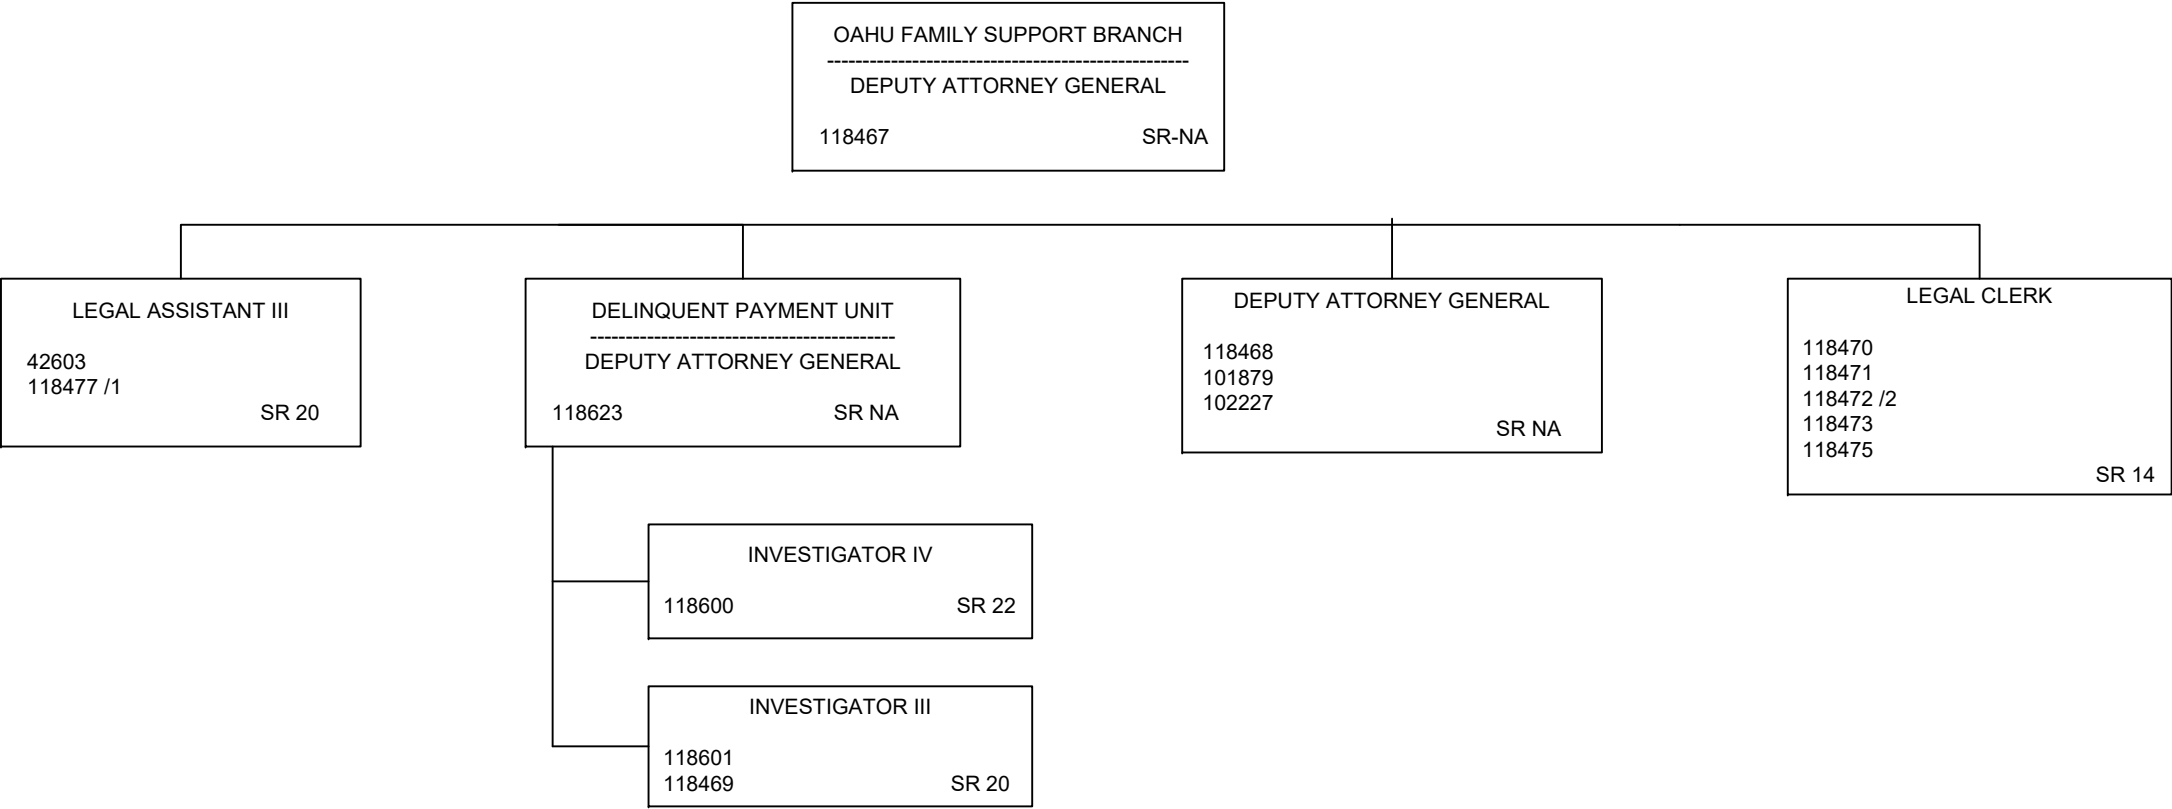 OAHU FAMILY SUPPORT BRANCH
----------------------------------------------------
DEPUTY ATTORNEY GENERAL
118467 SR-NA
LEGAL ASSISTANT III
42603
118477 /1
SR 20
DELINQUENT PAYMENT UNIT
--------------------------------------------
DEPUTY ATTORNEY GENERAL
118623 SR NA
DEPUTY ATTORNEY GENERAL
118468
101879
102227
SR NA
LEGAL CLERK
118470
118471
118472 /2
118473
118475
SR 14
INVESTIGATOR IV
118600 SR 22
INVESTIGATOR III
118601
118469 SR 20